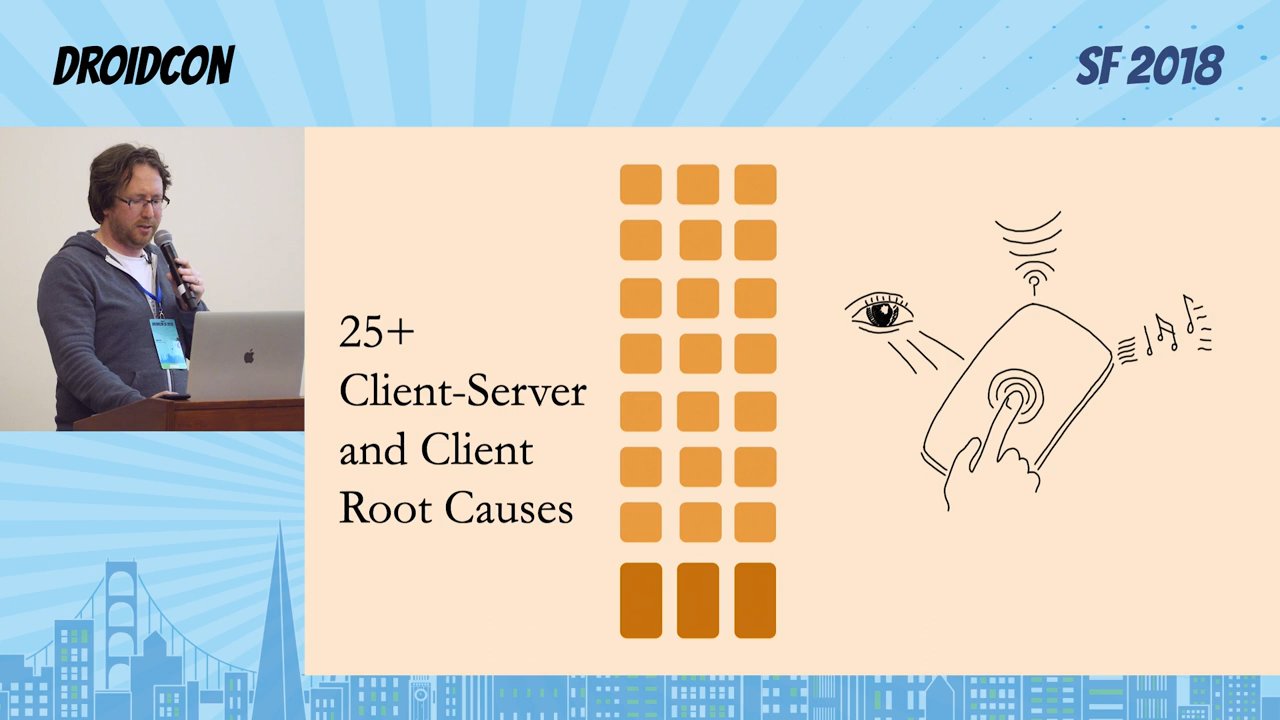 DROIDCON
SF 2018
25+
Client-Server
and Client
Root Causes